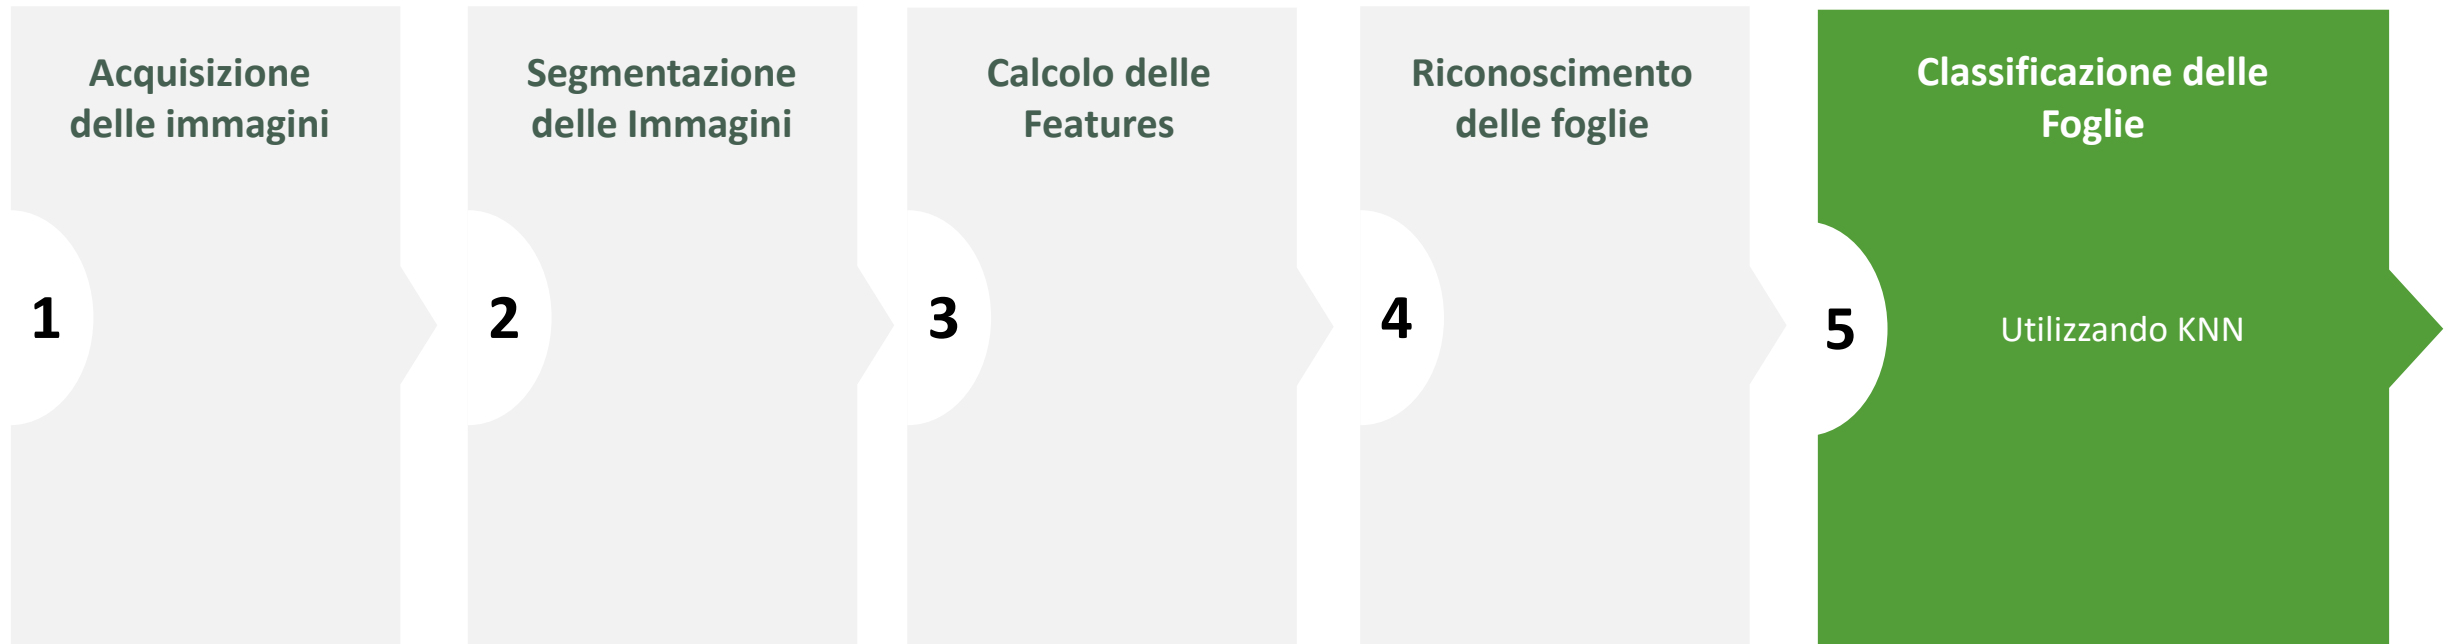 Acquisizione
delle immagini
1
Segmentazione
delle Immagini
2
Calcolo delle
Features
3
Riconoscimento
delle foglie
4
Classificazione delle
Foglie
5
Utilizzando KNN